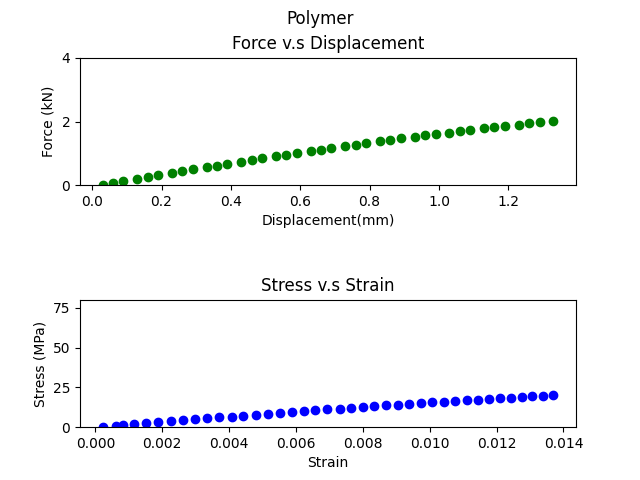 Polymer
Force v.s Displacement
4
2
0
Force (kN)
0.0 0.2 0.4 0.6 0.8 1.0 1.2
Displacement(mm)
Stress v.s Strain
75
50
25
0
Stress (MPa)
0.000 0.002 0.004 0.006 0.008 0.010 0.012 0.014
Strain